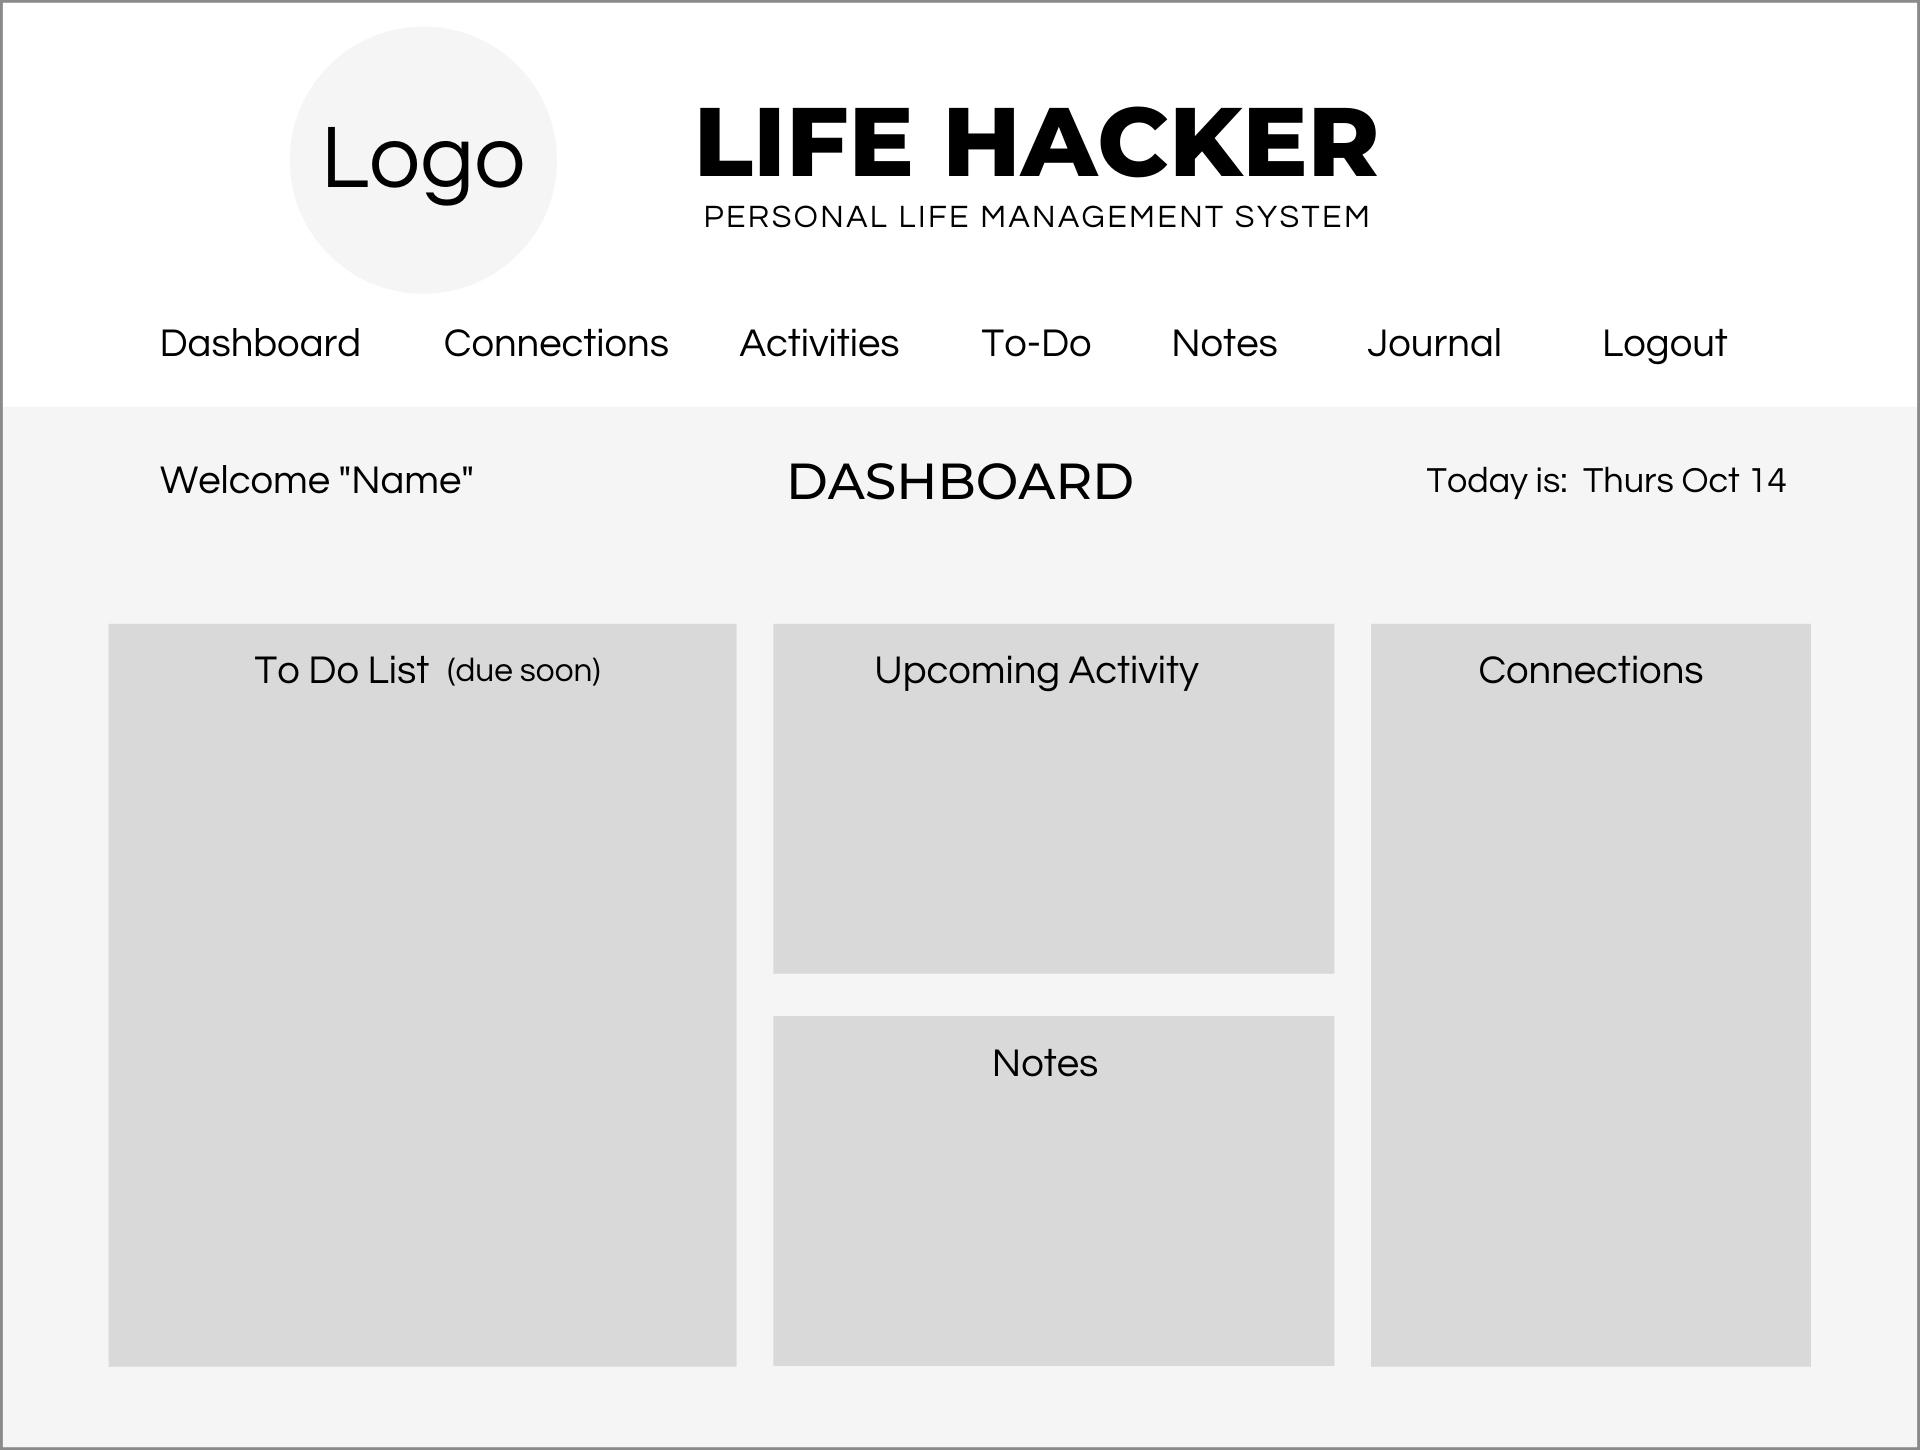 Logo
LIFE HACKER
PERSONAL LIFE MANAGEMENT SYSTEM
Dashboard Connections Activities To-Do Notes Journal Logout
Welcome "Name" DASHBOARD Today is: Thurs Oct 14
To Do List (due soon)
Upcoming Activity
Notes
Connections